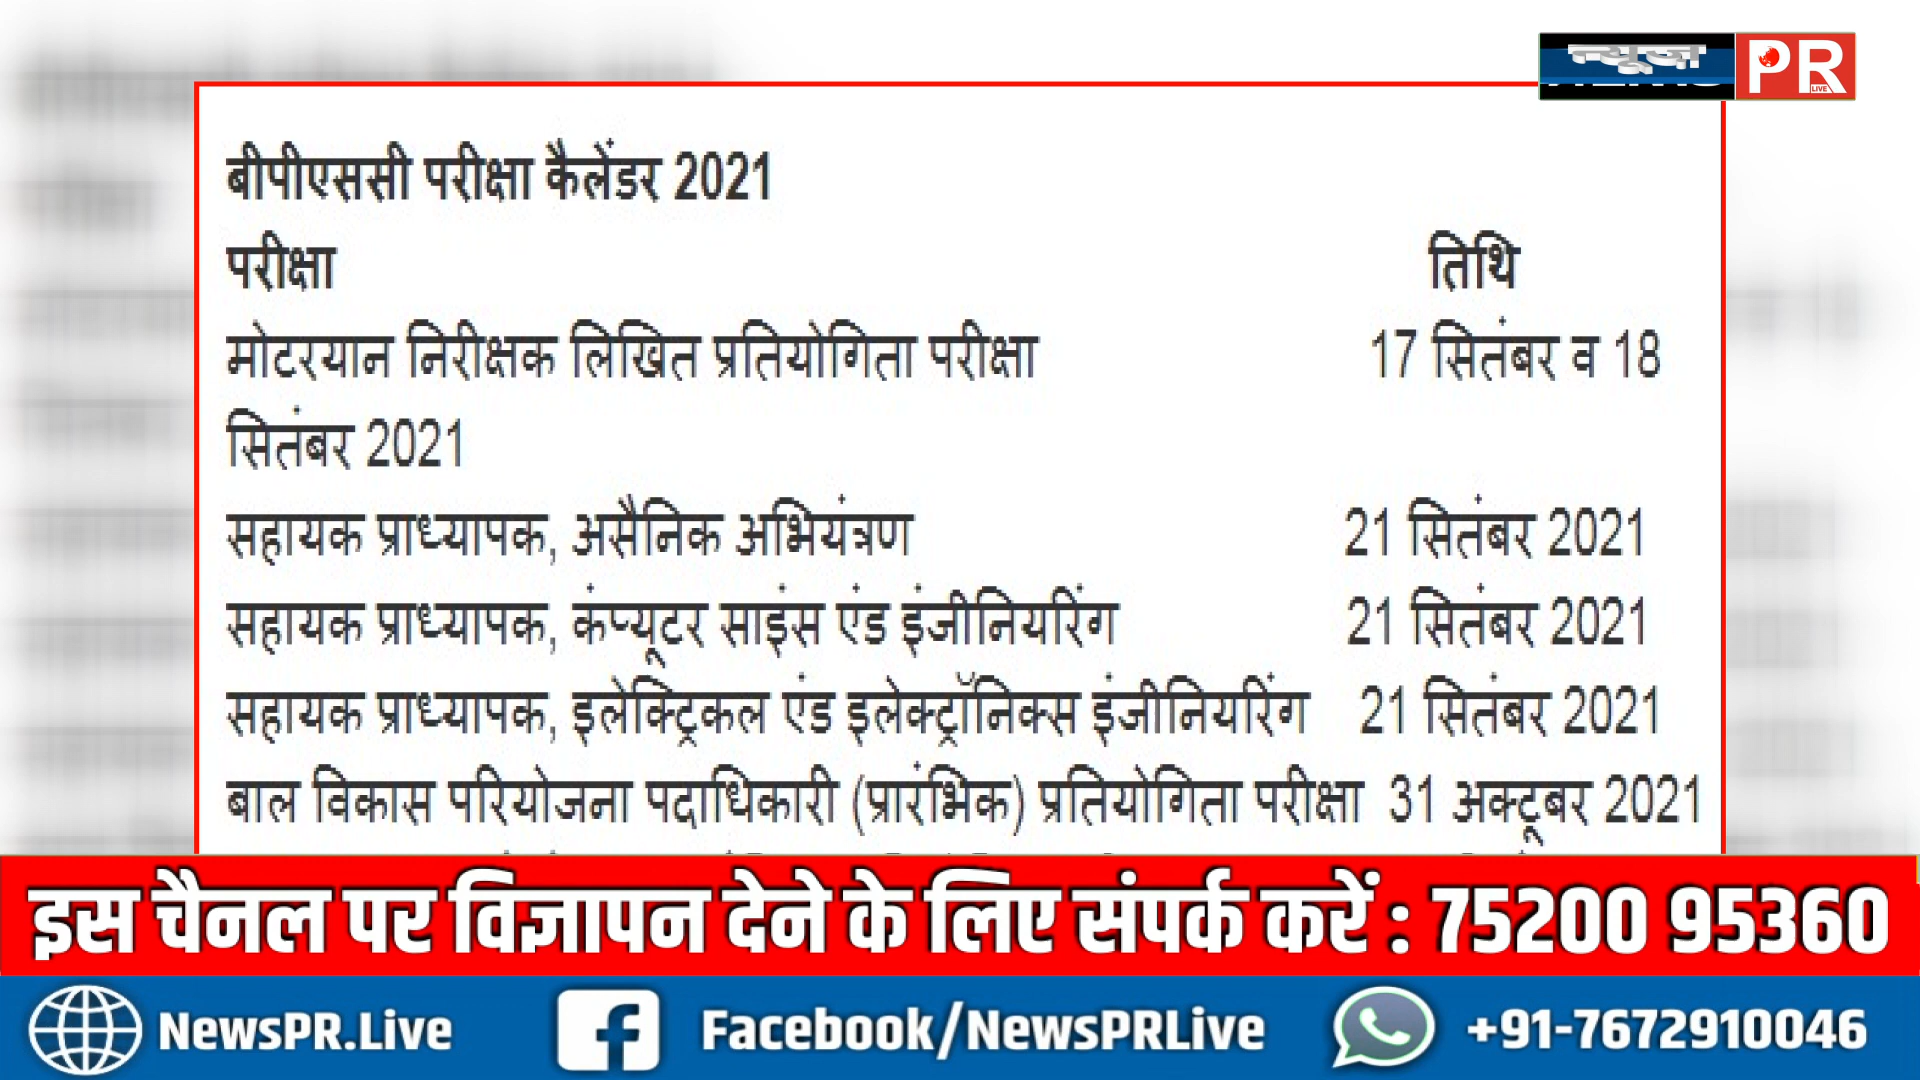 न्यूज़ PR
LIVE
बीपीएससी परीक्षा कैलेंडर 2021
परीक्षा तिथि
मोटरयान निरीक्षक लिखित प्रतियोगिता परीक्षा 17 सितंबर व 18
सितंबर 2021
सहायक प्राध्यापक, असैनिक अभियंत्रण 21 सितंबर 2021
सहायक प्राध्यापक, कंप्यूटर साइंस एंड इंजीनियरिंग 21 सितंबर 2021
सहायक प्राध्यापक, इलेक्ट्रिकल एंड इलेक्ट्रॉनिक्स इंजीनियरिंग 21 सितंबर 2021
बाल विकास परियोजना पदाधिकारी (प्रारंभिक) प्रतियोगिता परीक्षा 31 अक्टूबर 2021
इस चैनल पर विज्ञापन देने के लिए संपर्क करें : 75200 95360
NewsPR.Live Facebook/NewsPRLive +91-7672910046